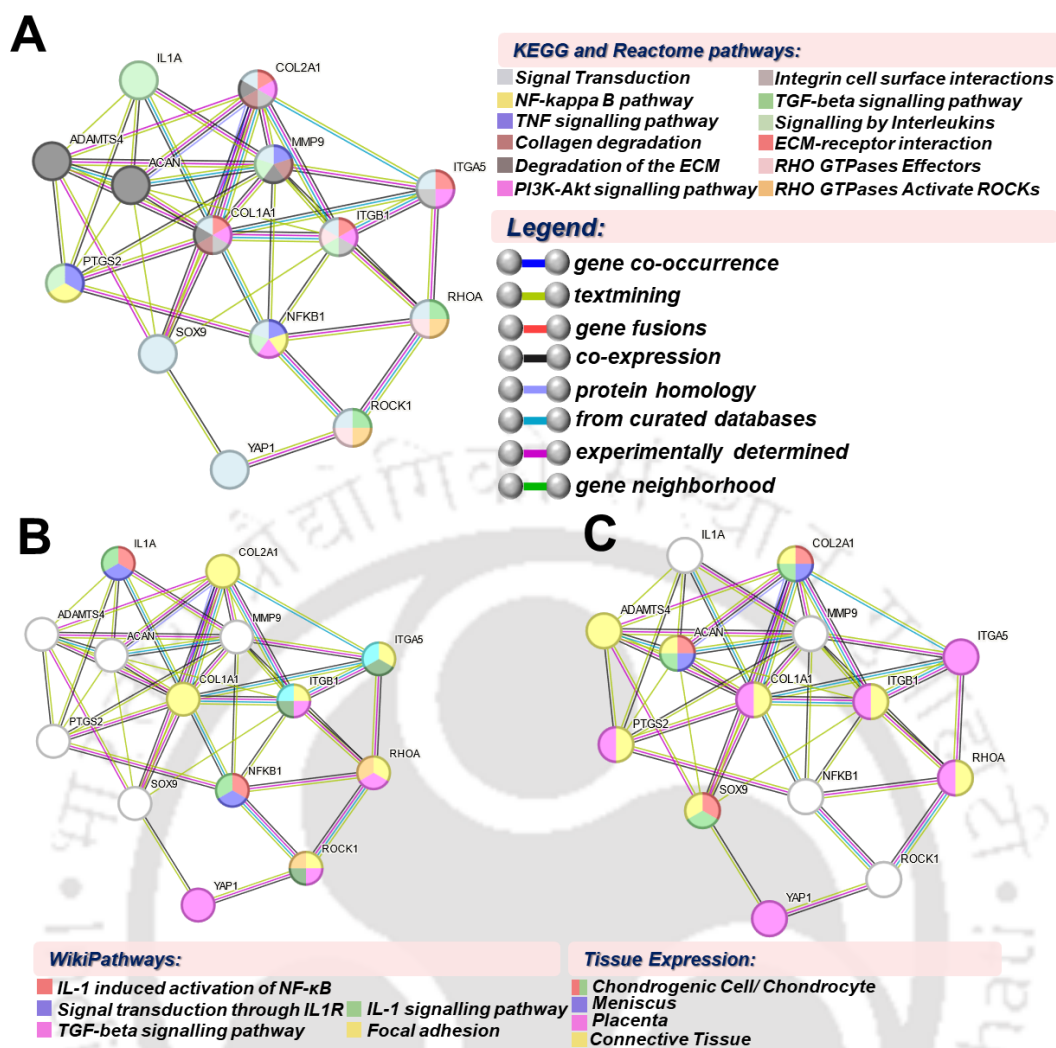 A
IL1A
COL2A1
ADAMTS4
ACAN
MMP9
ITGA5
COL1A1
ITGB1
PTGS2
RHOA
NFKB1
SOX9
ROCK1
YAP1
KEGG and Reactome pathways:
Signal Transduction
Integrin cell surface interactions
NF-kappa B pathway
TGF-beta signalling pathway
TNF signalling pathway
Signalling by Interleukins
Collagen degradation
ECM-receptor interaction
Degradation of the ECM
RHO GTPases Effectors
PI3K-Akt signalling pathway
RHO GTPases Activate ROCKs
Legend:
gene co-occurrence
textmining
gene fusions
co-expression
protein homology
from curated databases
experimentally determined
gene neighborhood
B
IL1A
COL2A1
ADAMTS4
ACAN
MMP9
ITGA5
COL1A1
ITGB1
PTGS2
RHOA
NFKB1
SOX9
ROCK1
YAP1
WikiPathways:
IL-1 induced activation of NF-κB
Signal transduction through IL1R
IL-1 signalling pathway
TGF-beta signalling pathway
Focal adhesion
C
IL1A
COL2A1
ADAMTS4
ACAN
MMP9
ITGA5
COL1A1
ITGB1
PTGS2
RHOA
NFKB1
SOX9
ROCK1
YAP1
Tissue Expression:
Chondrogenic Cell/ Chondrocyte
Meniscus
Placenta
Connective Tissue